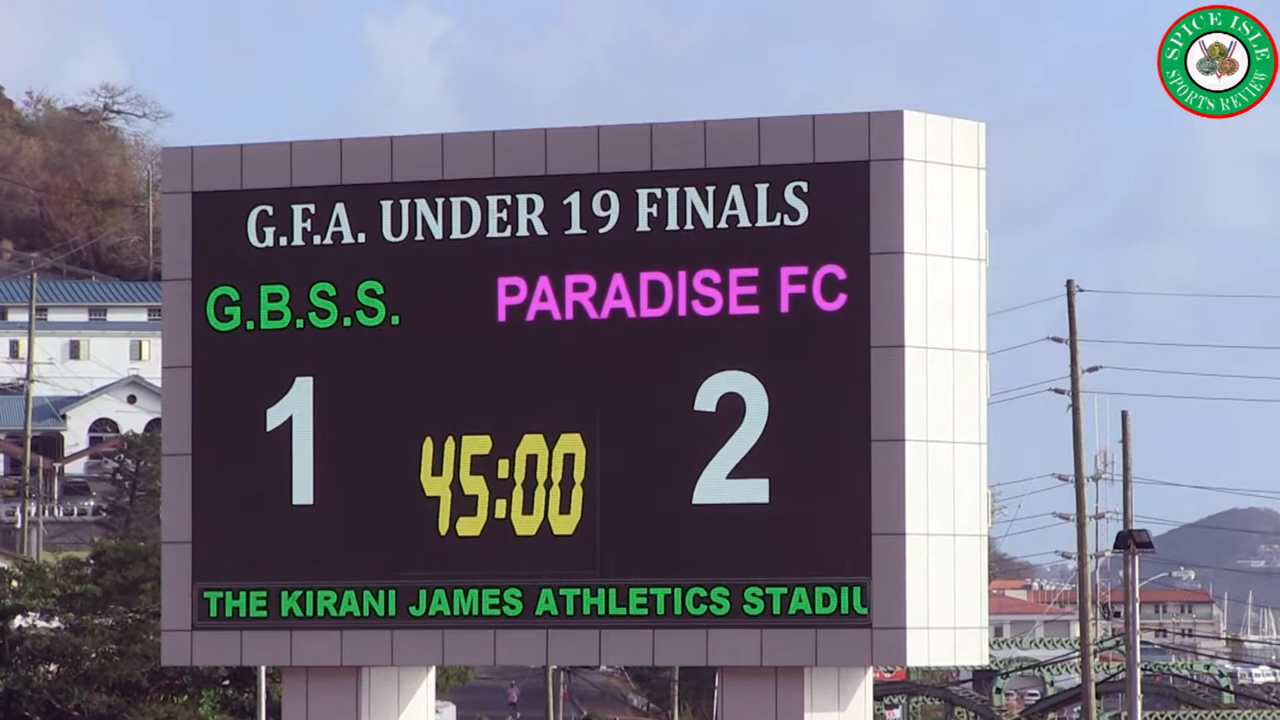 SPICE ISLE
SPORTS REVIEW
G.F.A. UNDER 19 FINALS
G.B.S.S. PARADISE FC
1 45:00 2
THE KIRANI JAMES ATHLETICS STADIU